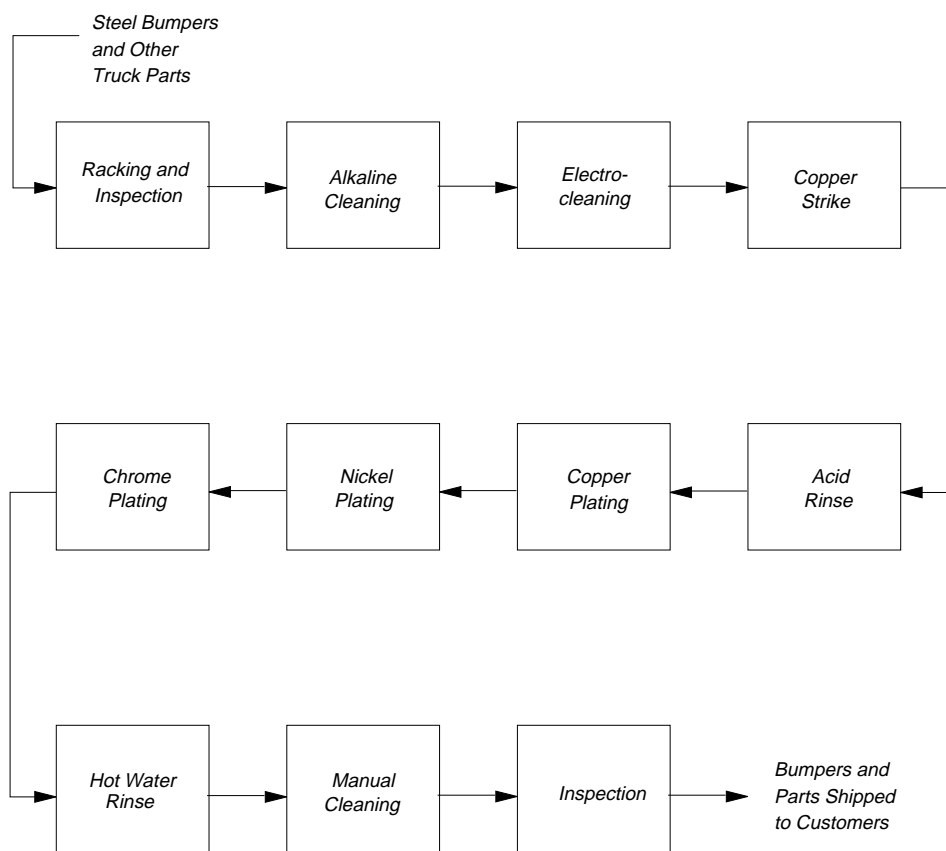 Steel Bumpers
and Other
Truck Parts
Racking and
Inspection
Alkaline
Cleaning
Electro-
cleaning
Copper
Strike
Acid
Rinse
Copper
Plating
Nickel
Plating
Chrome
Plating
Hot Water
Rinse
Manual
Cleaning
Inspection
Bumpers and
Parts Shipped
to Customers